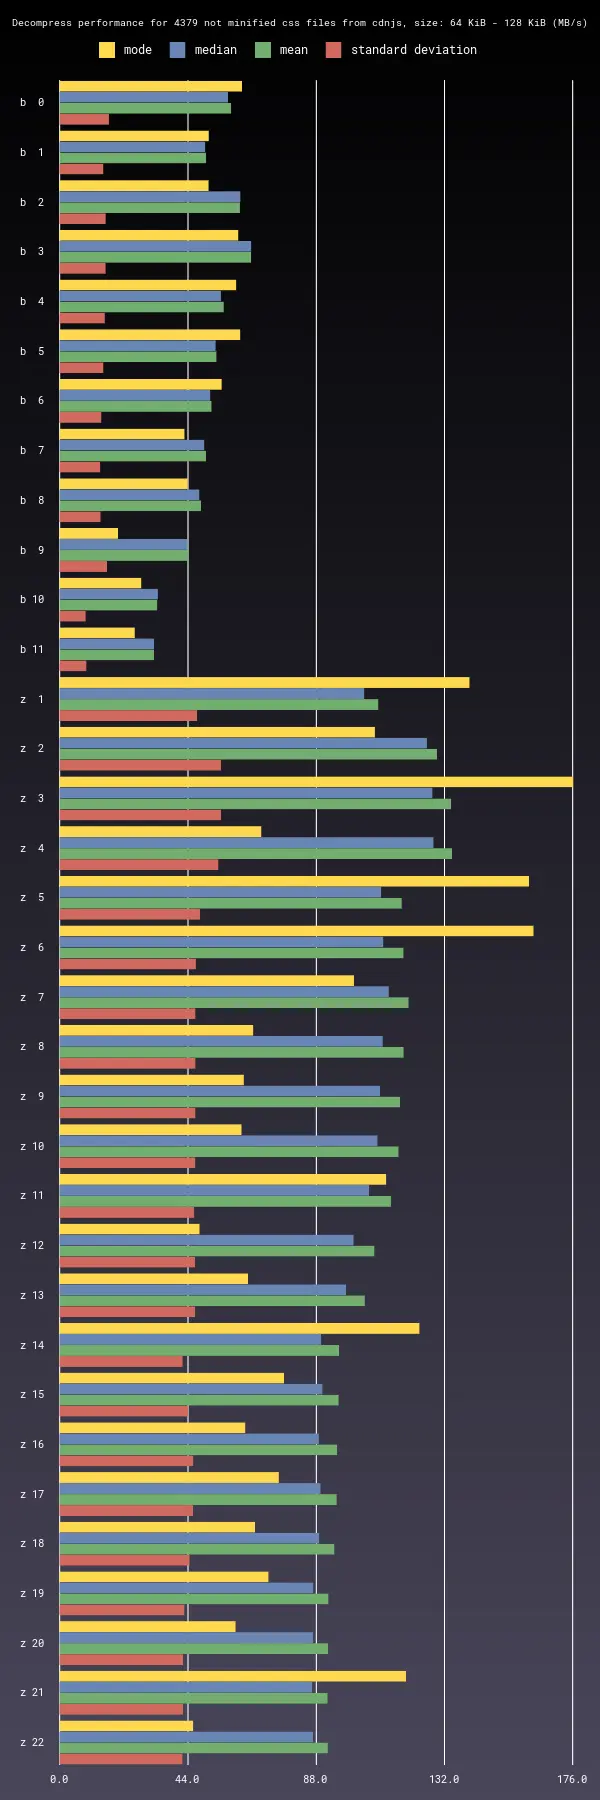 Decompress performance for 4379 not minified css files from cdnjs, size: 64 KiB - 128 KiB (MB/s)
mode median mean standard deviation
b 0
b 1
b 2
b 3
b 4
b 5
b 6
b 7
b 8
b 9
b 10
b 11
z 1
z 2
z 3
z 4
z 5
z 6
z 7
z 8
z 9
z 10
z 11
z 12
z 13
z 14
z 15
z 16
z 17
z 18
z 19
z 20
z 21
z 22
0.0 44.0 88.0 132.0 176.0